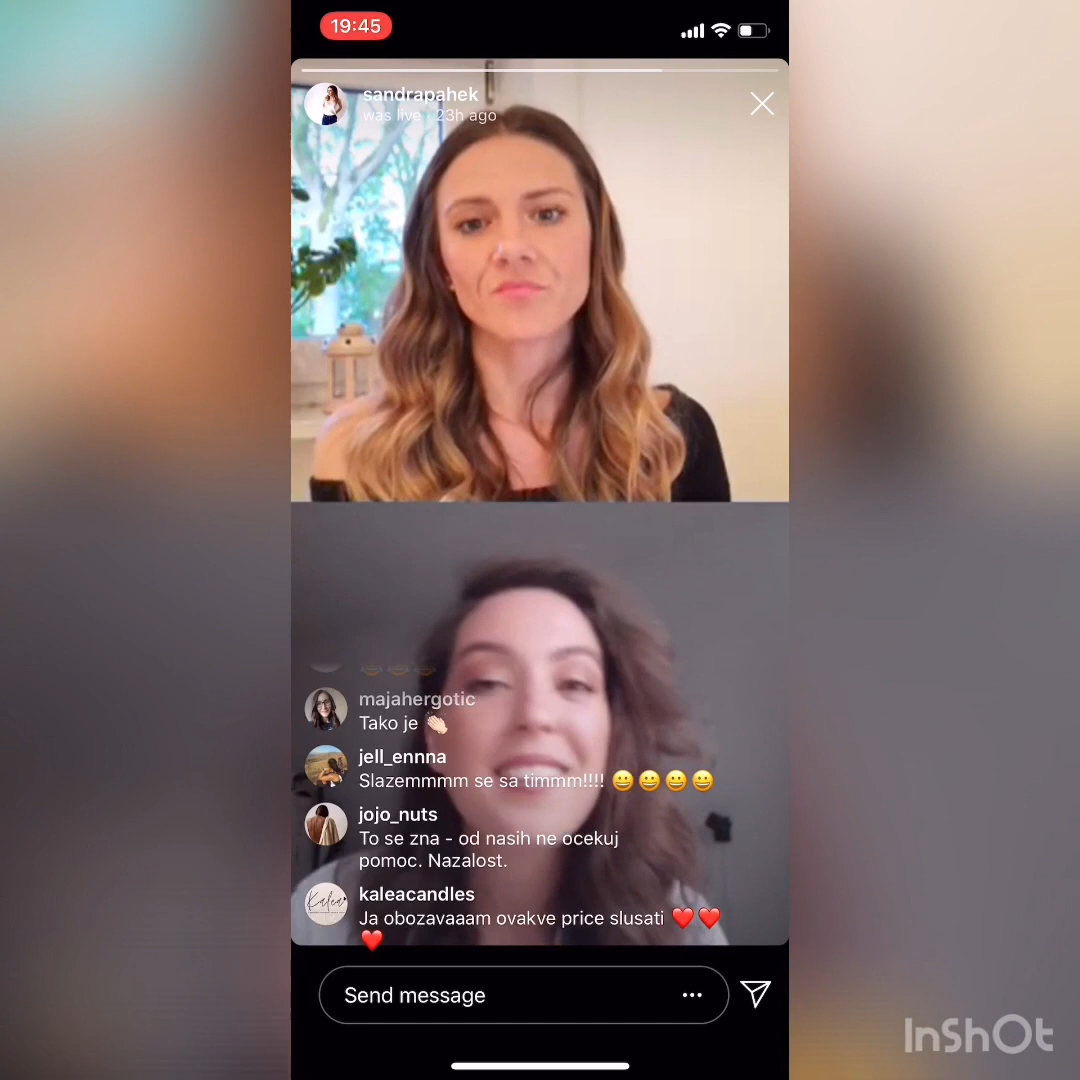 19:45
sandrapahek
was live · 23h ago
majahergotic
Tako je 👏🏻
jell_ennna
Slazemmmm se sa timmm!!!! 😀😀😀😀
jojo_nuts
To se zna - od nasih ne ocekuj
pomoc. Nazalost.
Kalea
kaleacandles
Ja obozavaaam ovakve price slusati ❤️❤️
❤️
Send message
InShOt